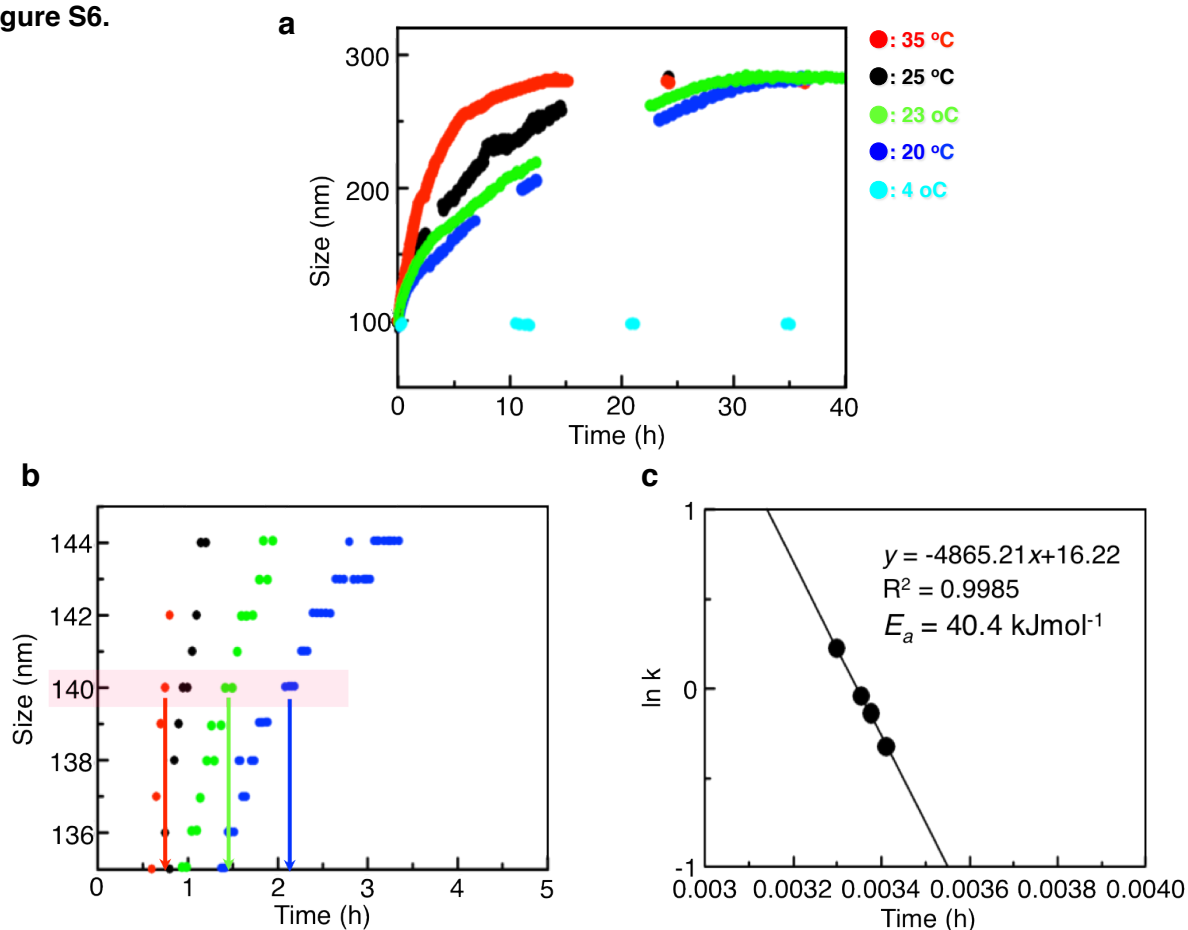 gure S6.
a
300
200
100
Size (nm)
0 10 20 30 40
Time (h)
: 35 ºC
: 25 ºC
: 23 oC
: 20 ºC
: 4 oC
b
144
142
140
138
136
Size (nm)
0 1 2 3 4 5
Time (h)
c
1
0
-1
ln k
y = -4865.21x+16.22
R² = 0.9985
Eₐ = 40.4 kJmol⁻¹
0.003 0.0032 0.0034 0.0036 0.0038 0.0040
Time (h)